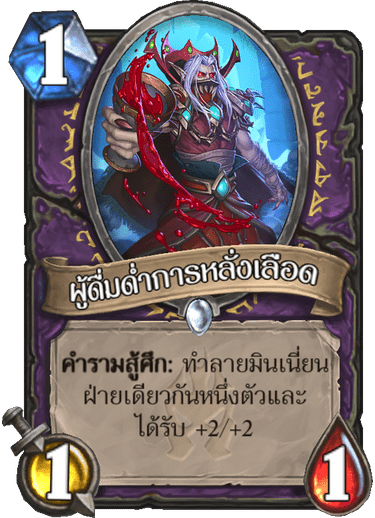 1
ผู้ดื่มด่ำการหลั่งเลือด
คำรามสู้ศึก: ทำลายมินเนี่ยน
ฝ่ายเดียวกันหนึ่งตัวและ
ได้รับ +2/+2
1
1